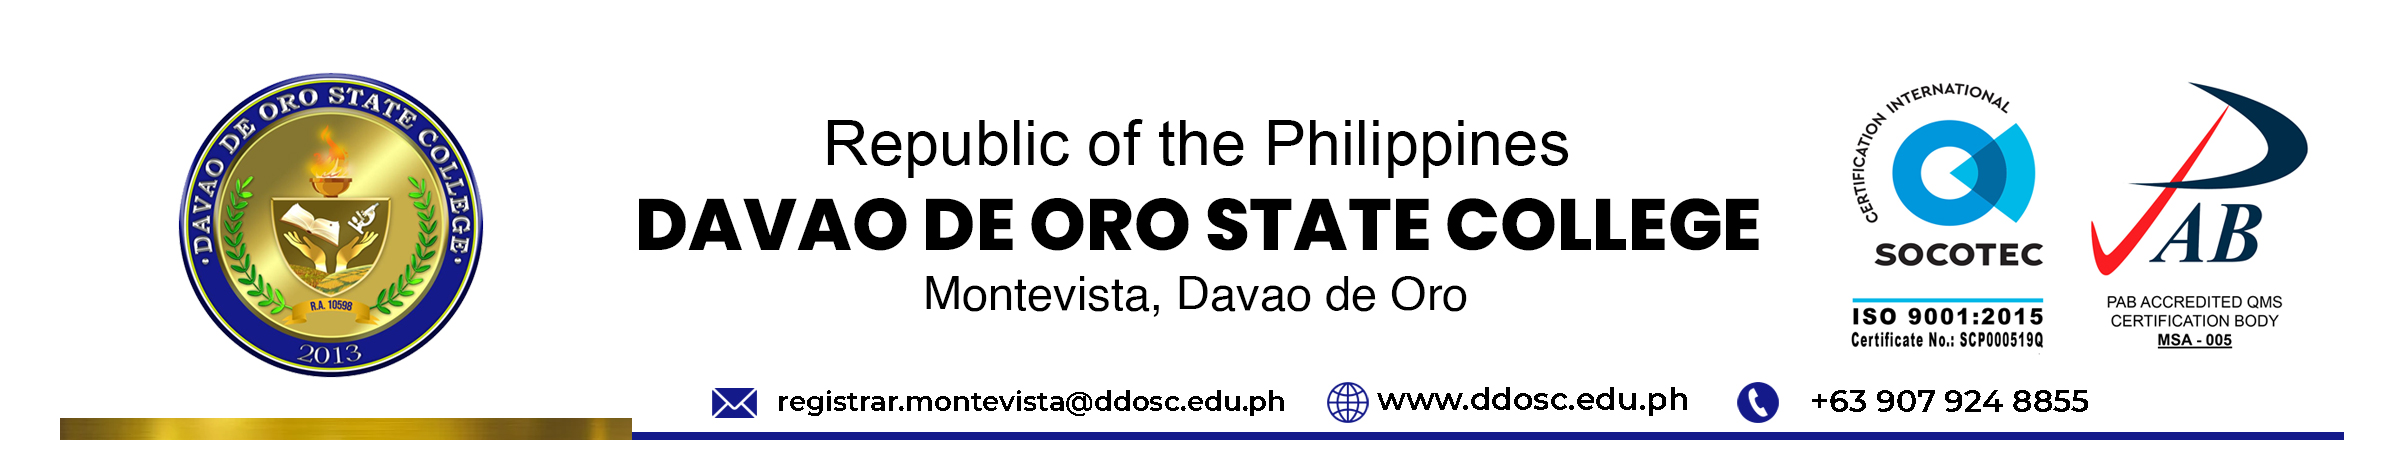 DAVAO DE ORO STATE COLLEGE
R.A. 10598
2013
Republic of the Philippines
DAVAO DE ORO STATE COLLEGE
Montevista, Davao de Oro
CERTIFICATION INTERNATIONAL
SOCOTEC
ISO 9001:2015
Certificate No.: SCP000519Q
PAB
PAB ACCREDITED QMS
CERTIFICATION BODY
MSA - 005
registrar.montevista@ddosc.edu.ph
www.ddosc.edu.ph
+63 907 924 8855